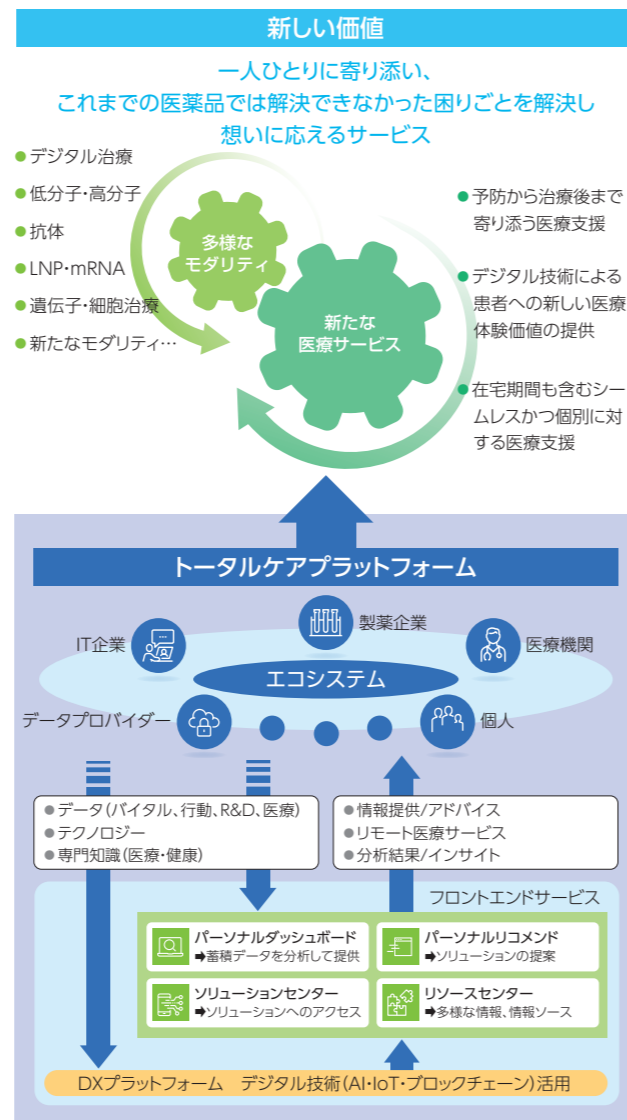 新しい価値
一人ひとりに寄り添い、
これまでの医薬品では解決できなかった困りごとを解決し
想いに応えるサービス
●デジタル治療
●低分子・高分子
●抗体
●LNP・mRNA
●遺伝子・細胞治療
●新たなモダリティ…
多様な
モダリティ
新たな
医療サービス
●予防から治療後まで
寄り添う医療支援
●デジタル技術による
患者への新しい医療
体験価値の提供
●在宅期間も含むシー
ムレスかつ個別に対
する医療支援
トータルケアプラットフォーム
IT企業
製薬企業
医療機関
エコシステム
データプロバイダー
個人
●データ(バイタル、行動、R&D、医療)
●テクノロジー
●専門知識(医療・健康)
●情報提供/アドバイス
●リモート医療サービス
●分析結果/インサイト
フロントエンドサービス
パーソナルダッシュボード
➡蓄積データを分析して提供
パーソナルリコメンド
➡ソリューションの提案
ソリューションセンター
➡ソリューションへのアクセス
リソースセンター
➡多様な情報、情報ソース
DXプラットフォーム　デジタル技術(AI・IoT・ブロックチェーン)活用